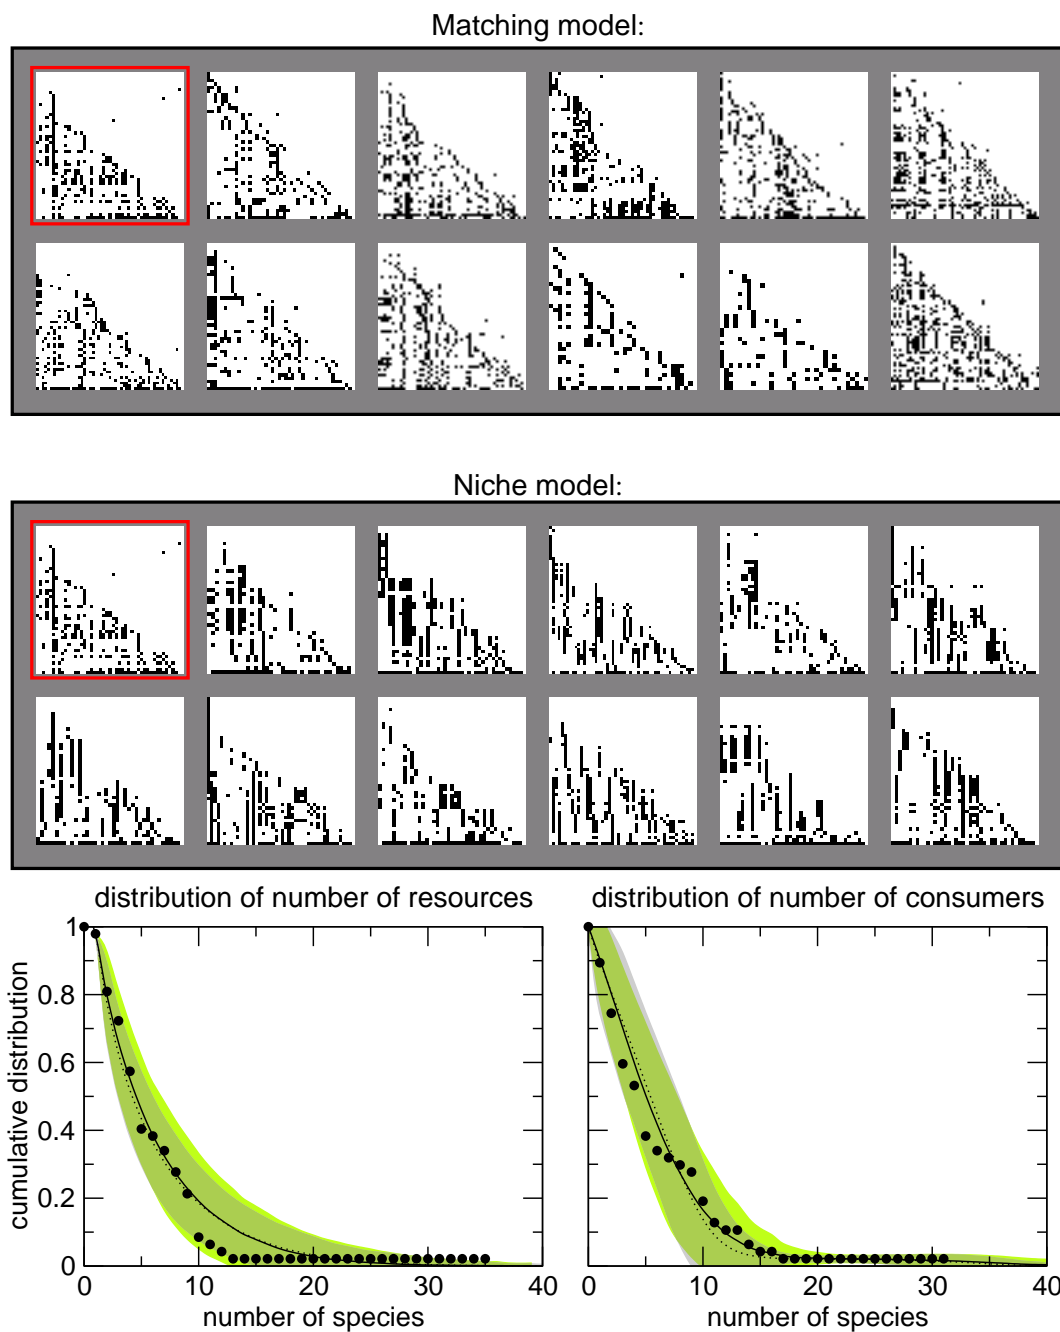 Matching model:
Niche model:
distribution of number of resources
distribution of number of consumers
cumulative distribution
1
0.8
0.6
0.4
0.2
0
0 10 20 30 40
0 10 20 30 40
number of species
number of species